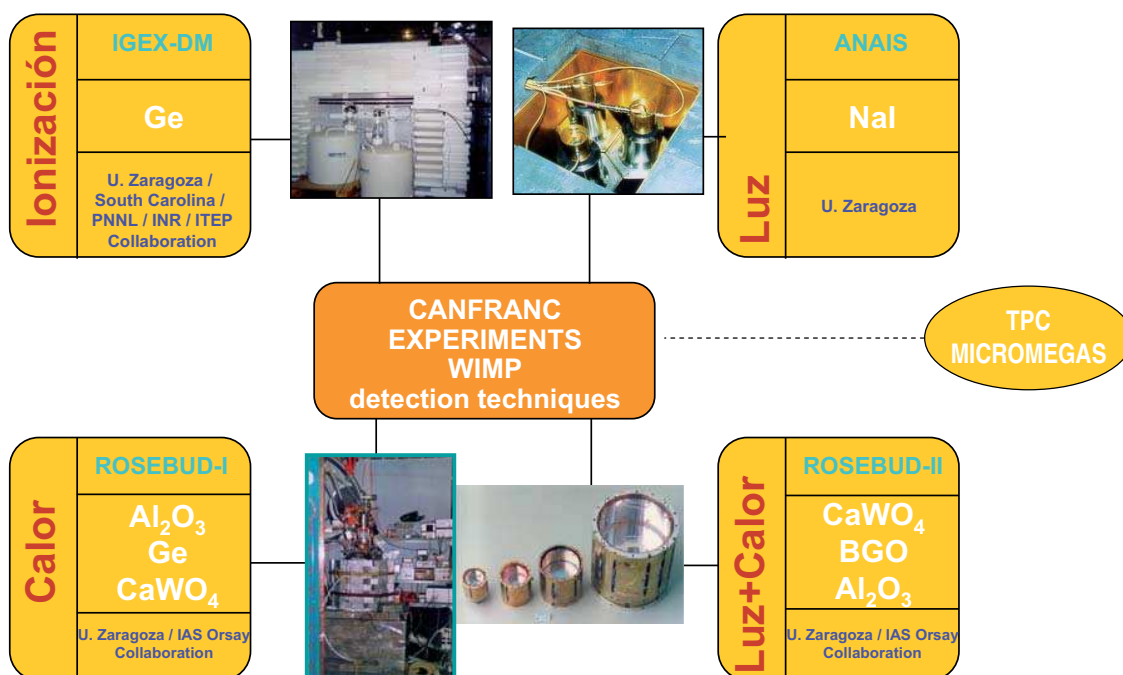 Ionización
IGEX-DM
Ge
U. Zaragoza /
South Carolina /
PNNL / INR / ITEP
Collaboration
Luz
ANAIS
NaI
U. Zaragoza
CANFRANC
EXPERIMENTS
WIMP
detection techniques
TPC
MICROMEGAS
Calor
ROSEBUD-I
Al₂O₃
Ge
CaWO₄
U. Zaragoza / IAS Orsay
Collaboration
Luz+Calor
ROSEBUD-II
CaWO₄
BGO
Al₂O₃
U. Zaragoza / IAS Orsay
Collaboration